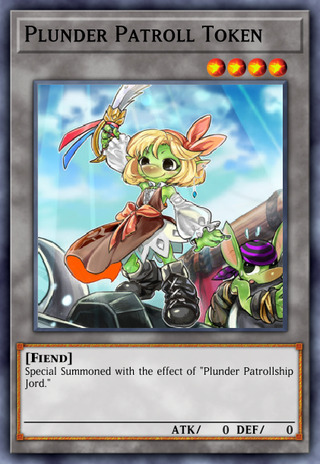 Plunder Patroll Token
[Fiend]
Special Summoned with the effect of "Plunder Patrollship
Jord."
ATK/ 0 DEF/ 0